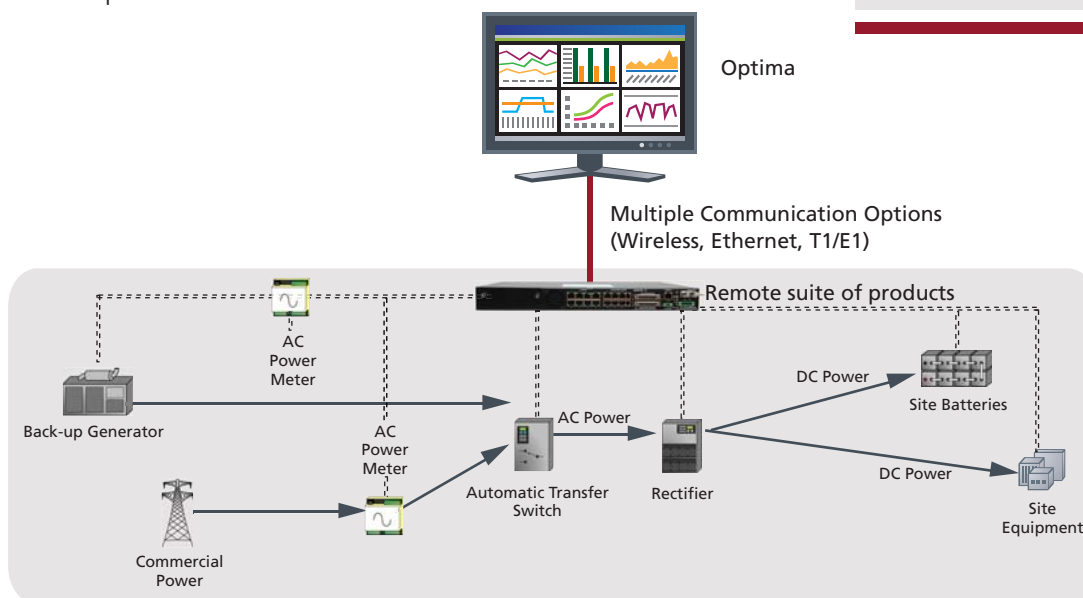 Optima
Multiple Communication Options
(Wireless, Ethernet, T1/E1)
Remote suite of products
AC
Power
Meter
Back-up Generator
AC
Power
Meter
Commercial
Power
Automatic Transfer
Switch
AC Power
Rectifier
DC Power
Site Batteries
DC Power
Site
Equipment